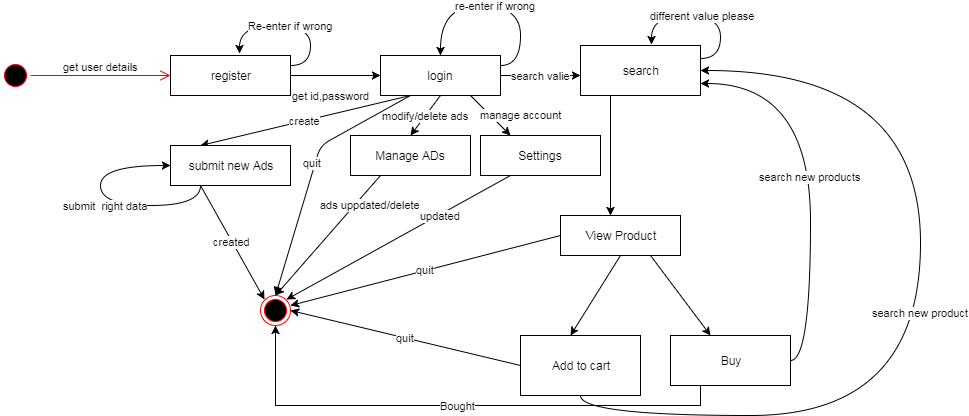 re-enter if wrong
different value please
Re-enter if wrong
get user details
register
login
search valie
search
get id,password
create
modify/delete ads
manage account
submit new Ads
quit
Manage ADs
Settings
search new products
submit right data
ads uppdated/delete
updated
created
View Product
quit
search new product
quit
Add to cart
Buy
Bought